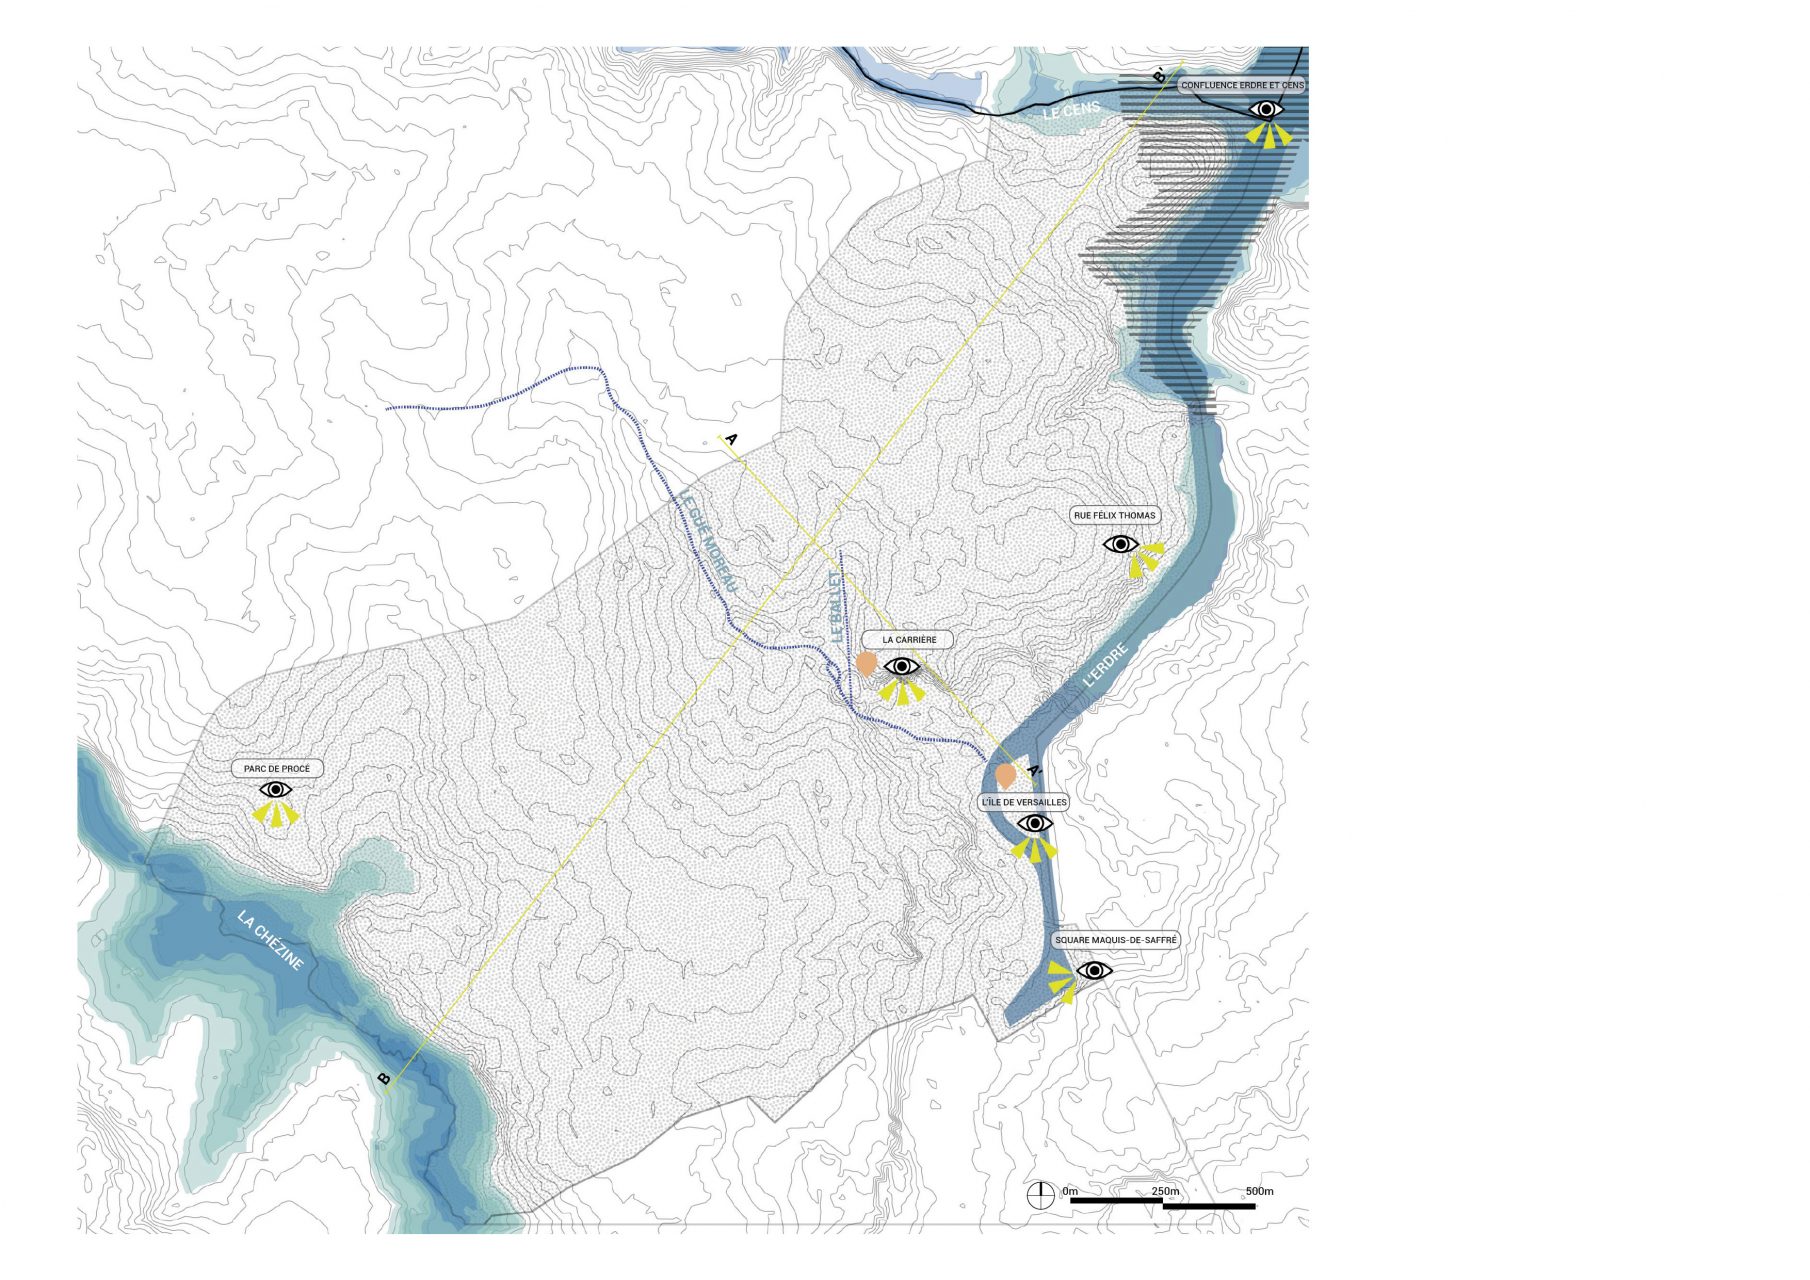 B'
CONFLUENCE ERDRE ET CENS
LE CENS
A
LE GUÉ MOREAU
RUE FÉLIX THOMAS
LE BALLET
LA CARRIÈRE
L'ERDRE
PARC DE PROCÉ
A'
L'ÎLE DE VERSAILLES
LA CHÉZINE
SQUARE MAQUIS-DE-SAFFRÉ
B
0m 250m 500m